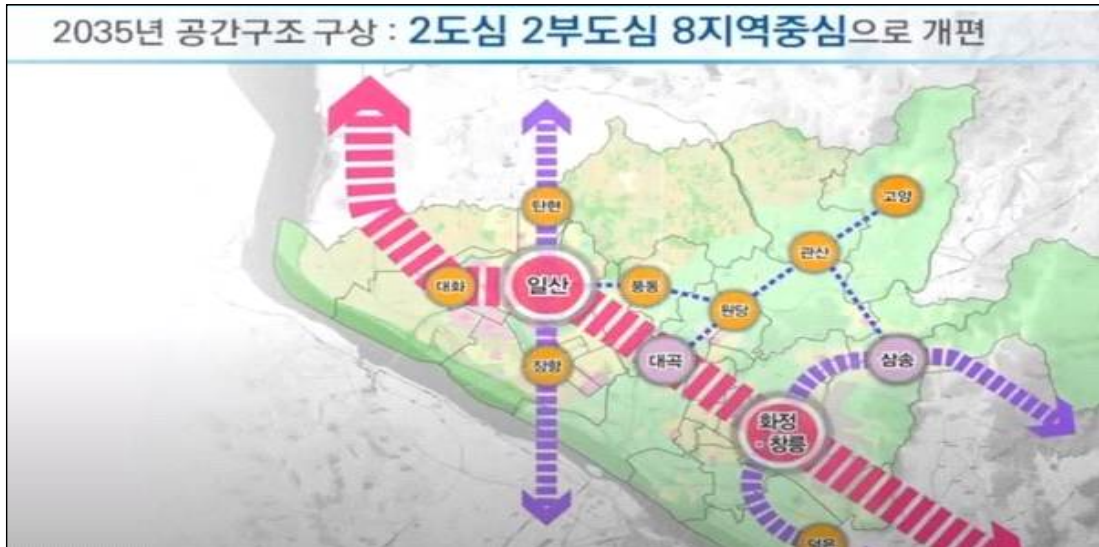 2035년 공간구조 구상 : 2도심 2부도심 8지역중심으로 개편
고양
탄현
관산
일산
대화
풍동
원당
대곡
삼송
장항
화정
·창릉
덕은